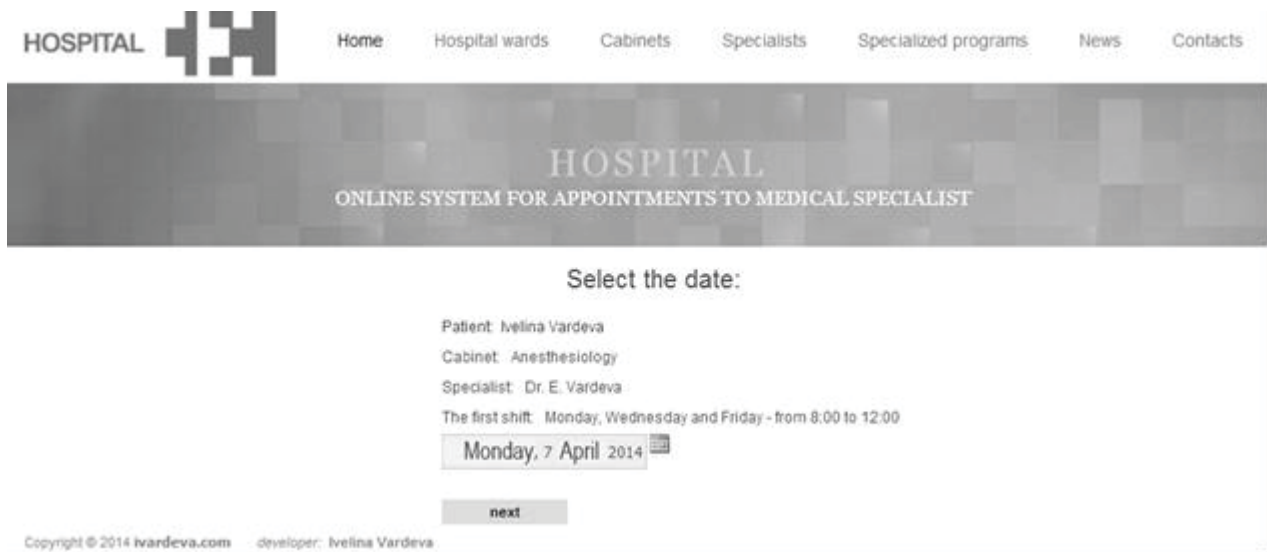 HOSPITAL
Home Hospital wards Cabinets Specialists Specialized programs News Contacts
HOSPITAL
ONLINE SYSTEM FOR APPOINTMENTS TO MEDICAL SPECIALIST
Select the date:
Patient: Ivelina Vardeva
Cabinet: Anesthesiology
Specialist: Dr. E. Vardeva
The first shift: Monday, Wednesday and Friday - from 8:00 to 12:00
Monday, 7 April 2014
next
Copyright © 2014 ivardeva.com developer: Ivelina Vardeva